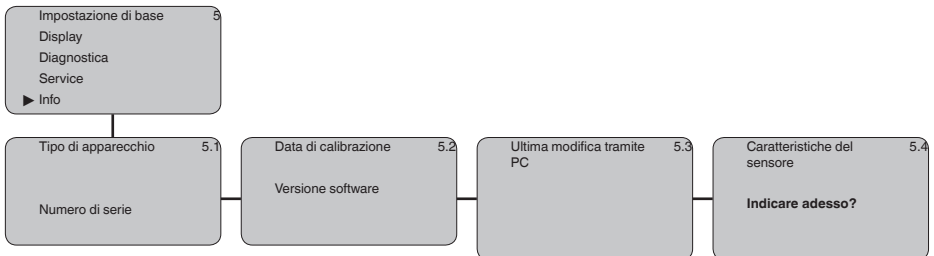 Impostazione di base 5
Display
Diagnostica
Service
▶ Info
Tipo di apparecchio 5.1
Numero di serie
Data di calibrazione 5.2
Versione software
Ultima modifica tramite 5.3
PC
Caratteristiche del 5.4
sensore
Indicare adesso?